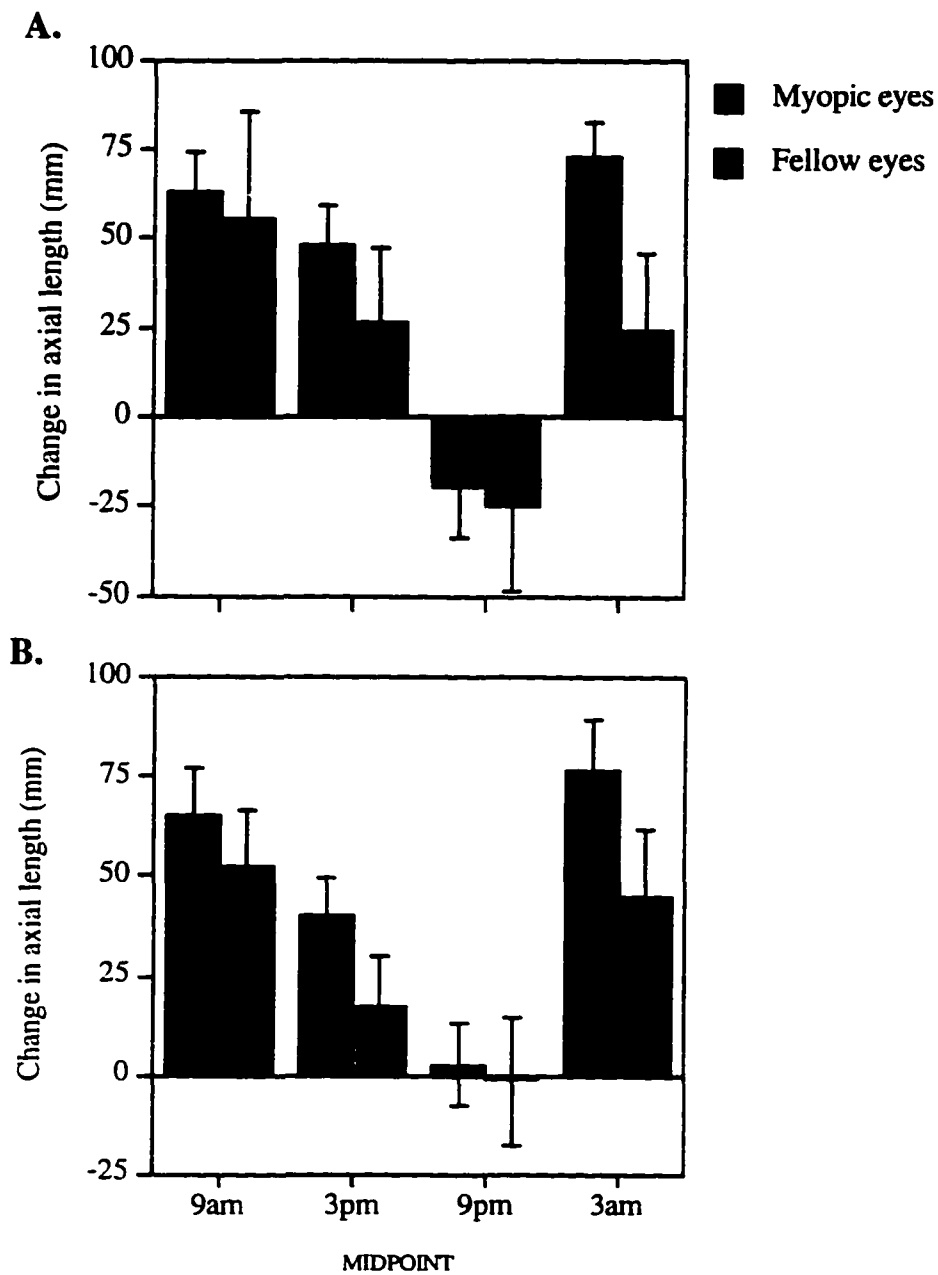 A.
Change in axial length (mm)
100
75
50
25
0
-25
-50
Myopic eyes
Fellow eyes
B.
Change in axial length (mm)
100
75
50
25
0
-25
9am 3pm 9pm 3am
MIDPOINT